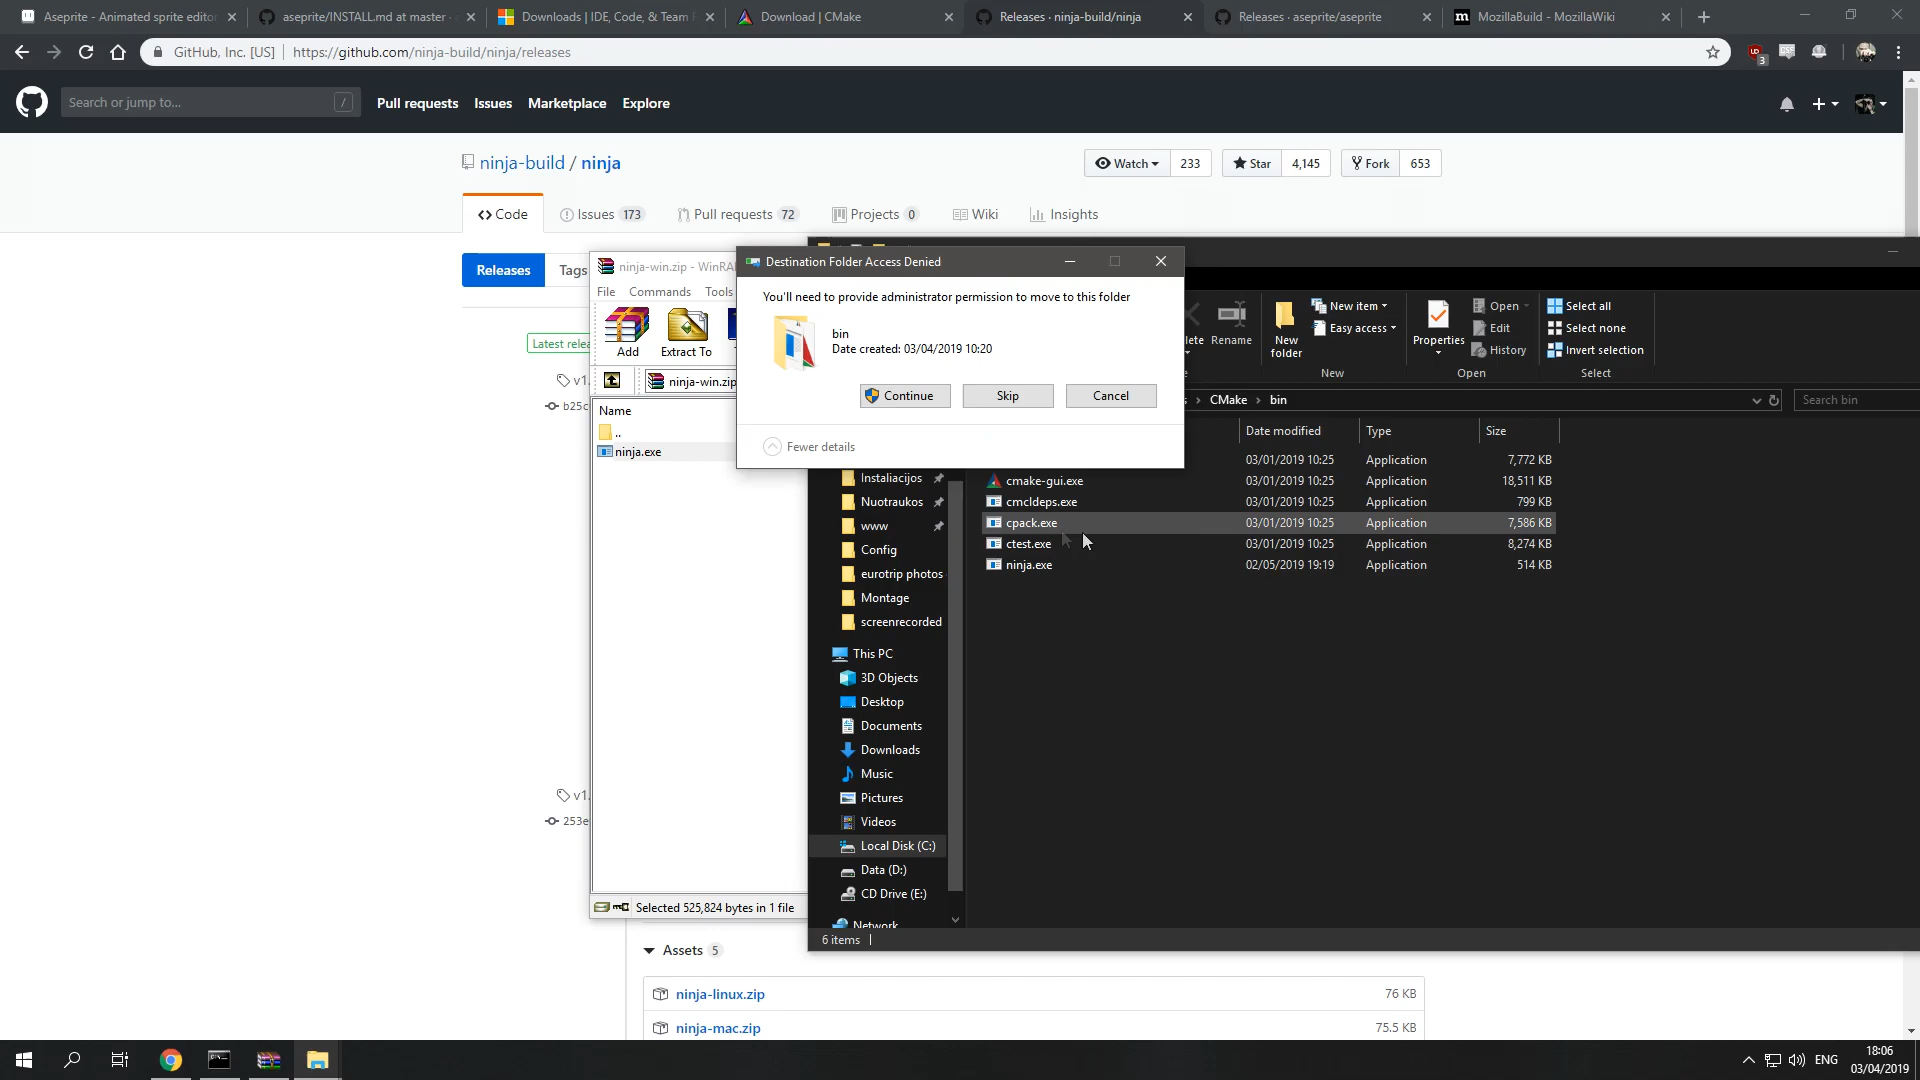 Aseprite - Animated sprite editor
aseprite/INSTALL.md at master ·
Downloads | IDE, Code, & Team
Download | CMake
Releases · ninja-build/ninja
Releases · aseprite/aseprite
m MozillaBuild - MozillaWiki
GitHub, Inc. [US] | https://github.com/ninja-build/ninja/releases
3
Search or jump to... /
Pull requests Issues Marketplace Explore
ninja-build / ninja
Watch 233 Star 4,145 Fork 653
Code Issues 173 Pull requests 72 Projects 0 Wiki Insights
Releases Tags
ninja-win.zip - WinRA
Destination Folder Access Denied
File Commands Tools
You'll need to provide administrator permission to move to this folder
bin
Date created: 03/04/2019 10:20
Continue Skip Cancel
Fewer details
Add Extract To
ninja-win.zip
Name
..
ninja.exe
Selected 525,824 bytes in 1 file
Latest relea
v1.
b25c
v1.
253e
lete Rename
New folder
New item
Easy access
New
Properties
Open
Edit
History
Open
Select all
Select none
Invert selection
Select
CMake bin
Search bin
Date modified Type Size
03/01/2019 10:25 Application 7,772 KB
cmake-gui.exe 03/01/2019 10:25 Application 18,511 KB
cmcldeps.exe 03/01/2019 10:25 Application 799 KB
cpack.exe 03/01/2019 10:25 Application 7,586 KB
ctest.exe 03/01/2019 10:25 Application 8,274 KB
ninja.exe 02/05/2019 19:19 Application 514 KB
Instaliacijos
Nuotraukos
www
Config
eurotrip photos
Montage
screenrecorded
This PC
3D Objects
Desktop
Documents
Downloads
Music
Pictures
Videos
Local Disk (C:)
Data (D:)
CD Drive (E:)
Network
6 items
Assets 5
ninja-linux.zip 76 KB
ninja-mac.zip 75.5 KB
ENG
18:06
03/04/2019